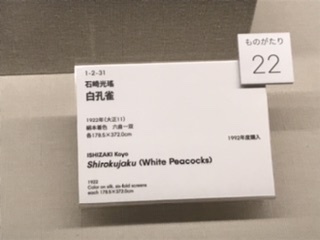 ものがたり
22
1-2-31
石崎光瑤
白孔雀
1922年(大正11)
絹本着色 六曲一双
各178.5×372.0cm
1992年度購入
ISHIZAKI Koyo
Shirokujaku (White Peacocks)
1922
Color on silk, six-fold screens
each 178.5×372.0cm